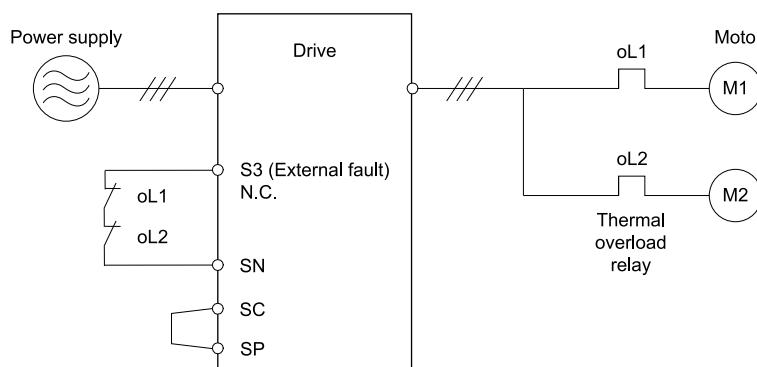 Power supply
Drive
oL1
Moto
M1
S3 (External fault)
N.C.
oL1
oL2
oL2
M2
Thermal
overload
relay
SN
SC
SP